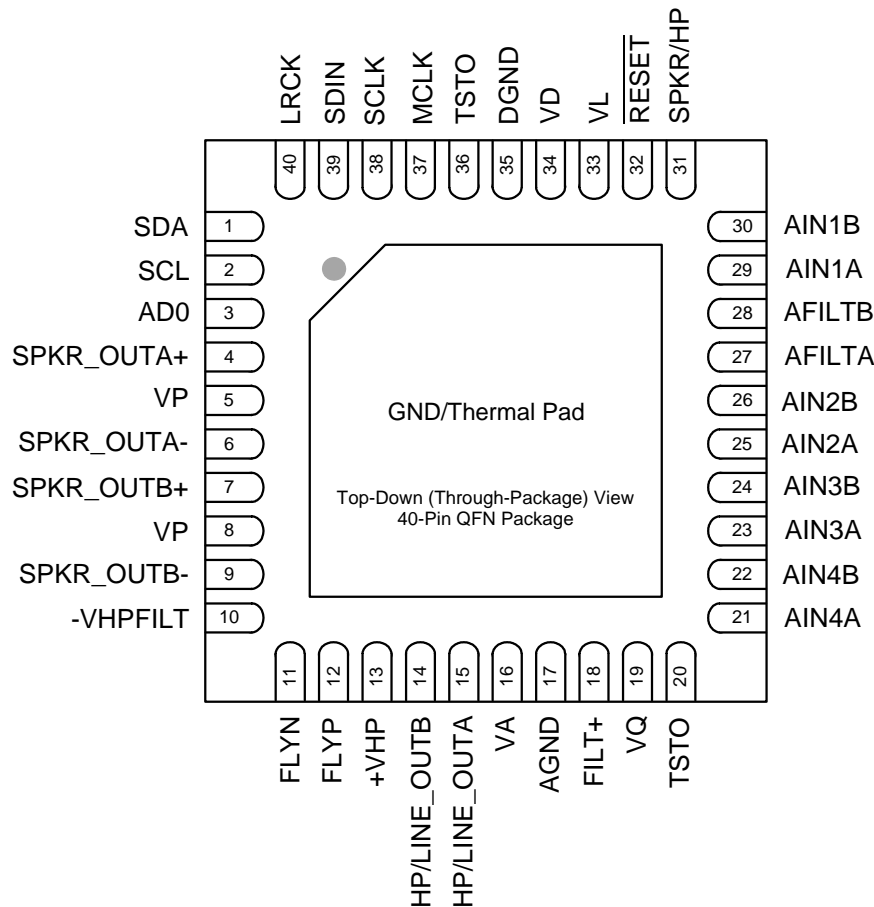 LRCK
SDIN
SCLK
MCLK
TSTO
DGND
VD
VL
RESET
SPKR/HP
40
39
38
37
36
35
34
33
32
31
SDA 1
SCL 2
AD0 3
SPKR_OUTA+ 4
VP 5
SPKR_OUTA- 6
SPKR_OUTB+ 7
VP 8
SPKR_OUTB- 9
-VHPFILT 10
GND/Thermal Pad
Top-Down (Through-Package) View
40-Pin QFN Package
30 AIN1B
29 AIN1A
28 AFILTB
27 AFILTA
26 AIN2B
25 AIN2A
24 AIN3B
23 AIN3A
22 AIN4B
21 AIN4A
11
12
13
14
15
16
17
18
19
20
FLYN
FLYP
+VHP
HP/LINE_OUTB
HP/LINE_OUTA
VA
AGND
FILT+
VQ
TSTO